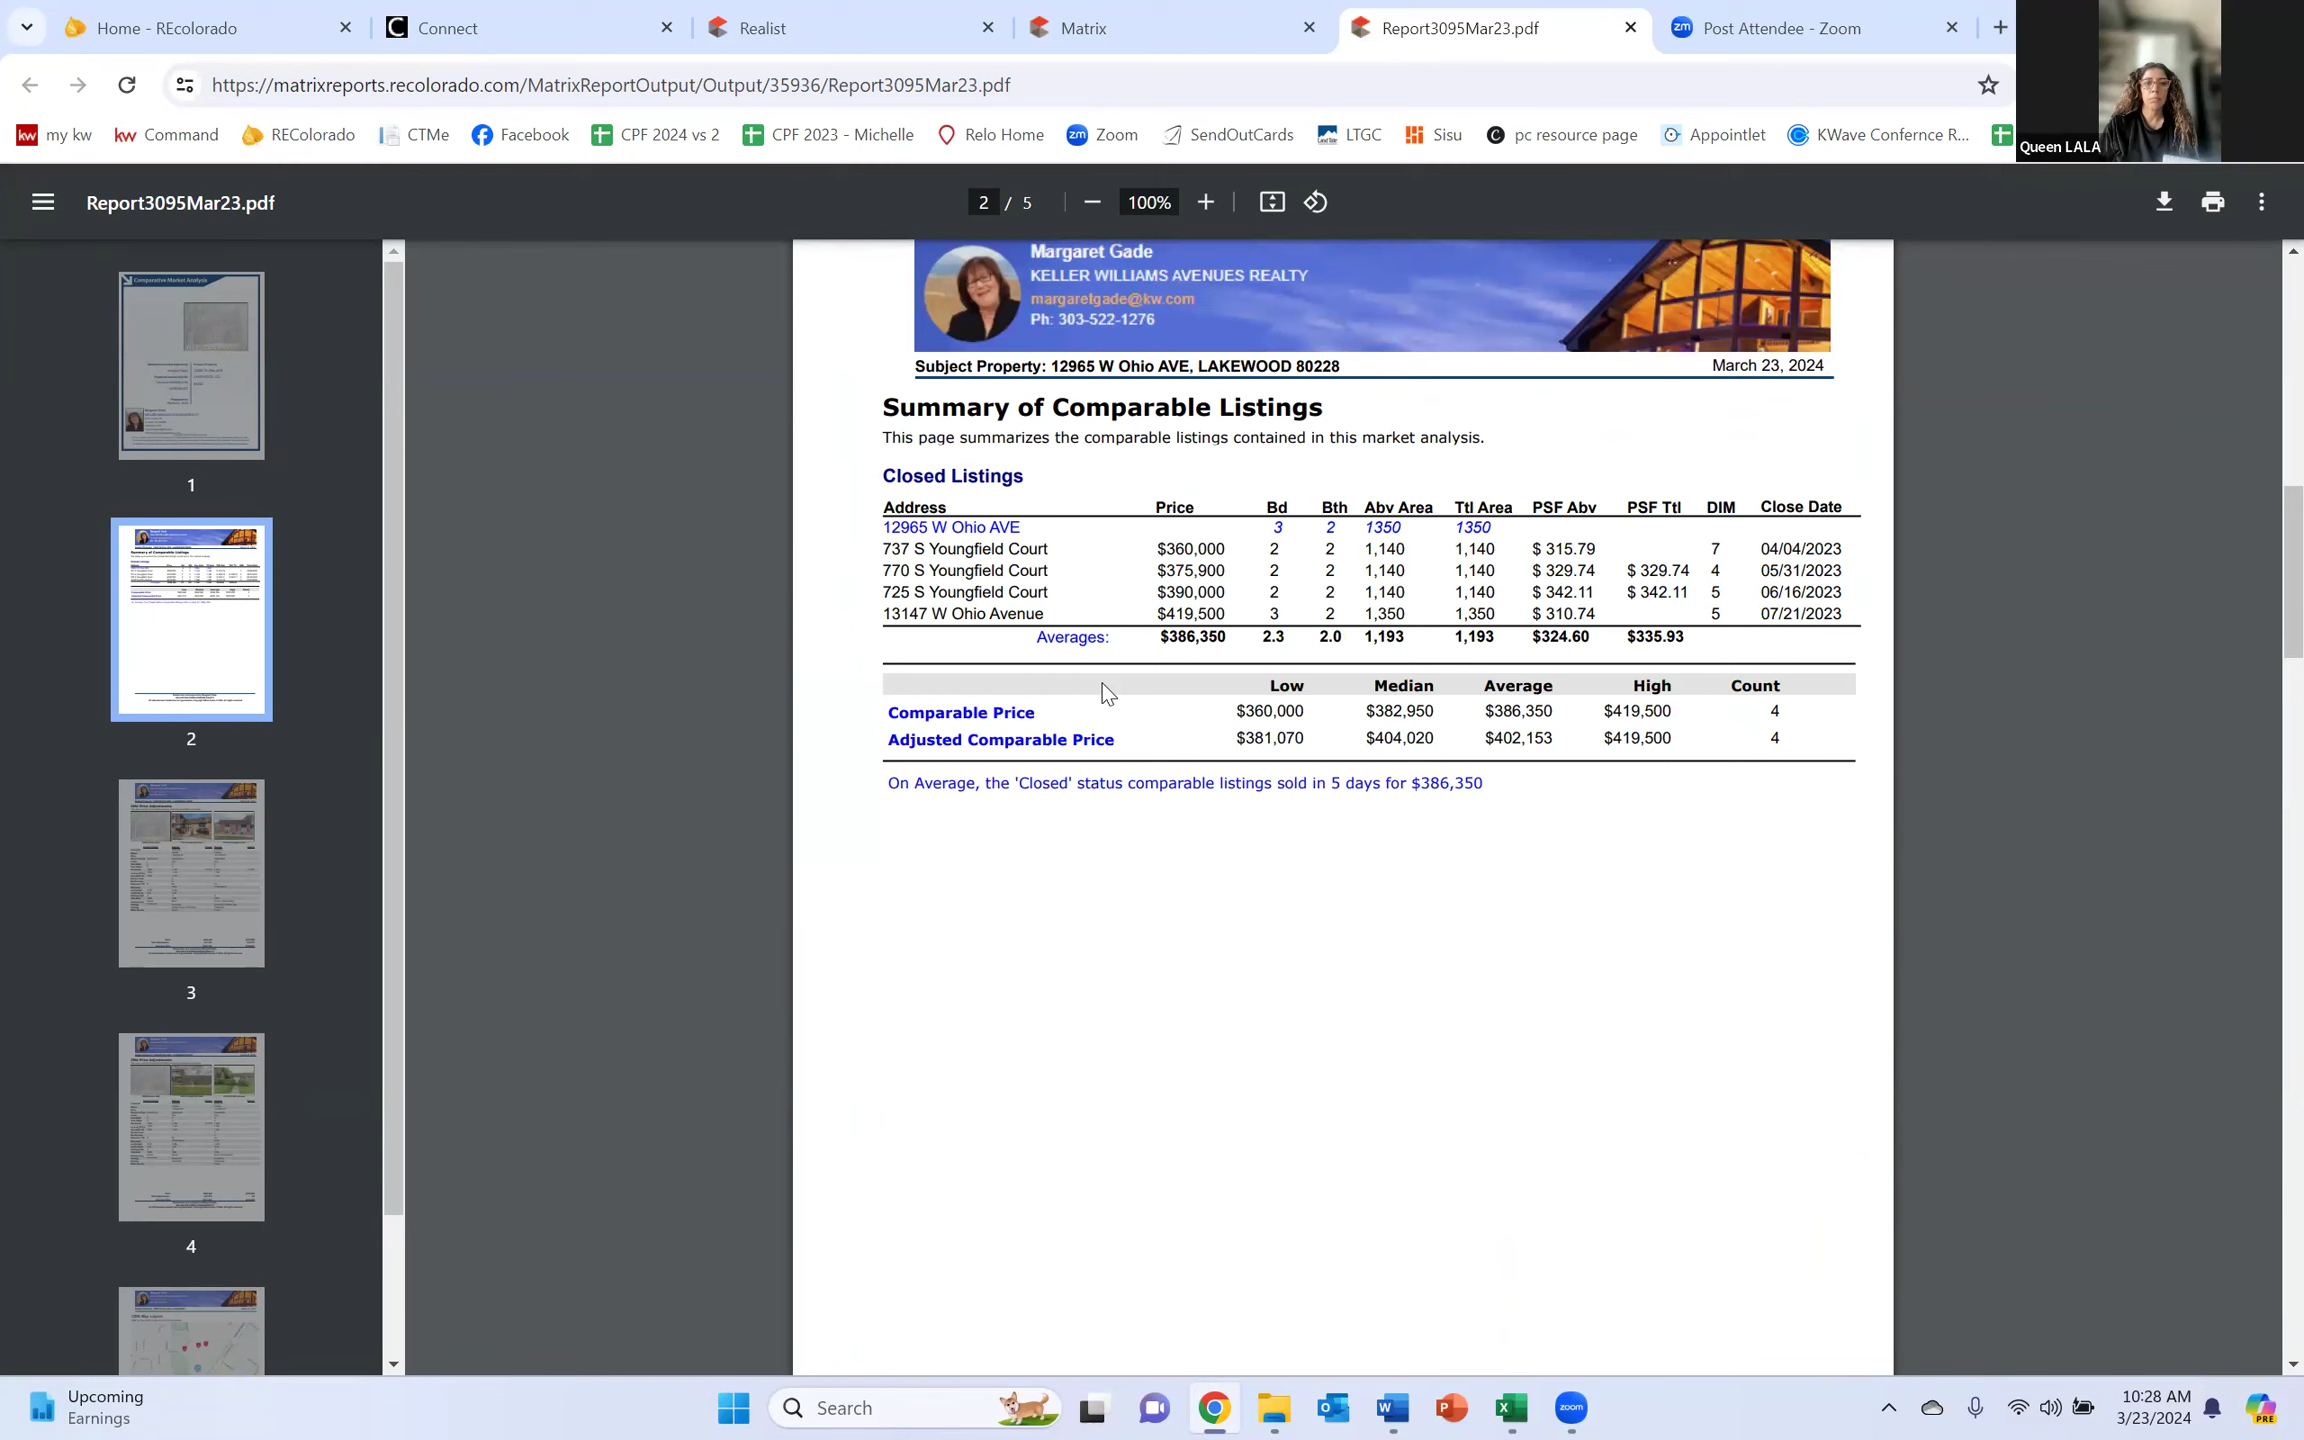 Home - REcolorado
Connect
Realist
Matrix
Report3095Mar23.pdf
zm Post Attendee - Zoom
https://matrixreports.recolorado.com/MatrixReportOutput/Output/35936/Report3095Mar23.pdf
kw my kw
kw Command
REColorado
CTMe
Facebook
CPF 2024 vs 2
CPF 2023 - Michelle
Relo Home
zm Zoom
SendOutCards
LTGC
Sisu
pc resource page
Appointlet
KWave Confernce R...
Queen LALA
Report3095Mar23.pdf
2 / 5
100%
Comparative Market Analysis
1
2
3
4
Margaret Gade
KELLER WILLIAMS AVENUES REALTY
margaretgade@kw.com
Ph: 303-522-1276
Subject Property: 12965 W Ohio AVE, LAKEWOOD 80228 March 23, 2024
Summary of Comparable Listings
This page summarizes the comparable listings contained in this market analysis.
Closed Listings
Address Price Bd Bth Abv Area Ttl Area PSF Abv PSF Ttl DIM Close Date
12965 W Ohio AVE 3 2 1350 1350
737 S Youngfield Court $360,000 2 2 1,140 1,140 $ 315.79 7 04/04/2023
770 S Youngfield Court $375,900 2 2 1,140 1,140 $ 329.74 $ 329.74 4 05/31/2023
725 S Youngfield Court $390,000 2 2 1,140 1,140 $ 342.11 $ 342.11 5 06/16/2023
13147 W Ohio Avenue $419,500 3 2 1,350 1,350 $ 310.74 5 07/21/2023
Averages: $386,350 2.3 2.0 1,193 1,193 $324.60 $335.93
Low Median Average High Count
Comparable Price $360,000 $382,950 $386,350 $419,500 4
Adjusted Comparable Price $381,070 $404,020 $402,153 $419,500 4
On Average, the 'Closed' status comparable listings sold in 5 days for $386,350
Upcoming
Earnings
Search
zoom
10:28 AM
3/23/2024
PRE